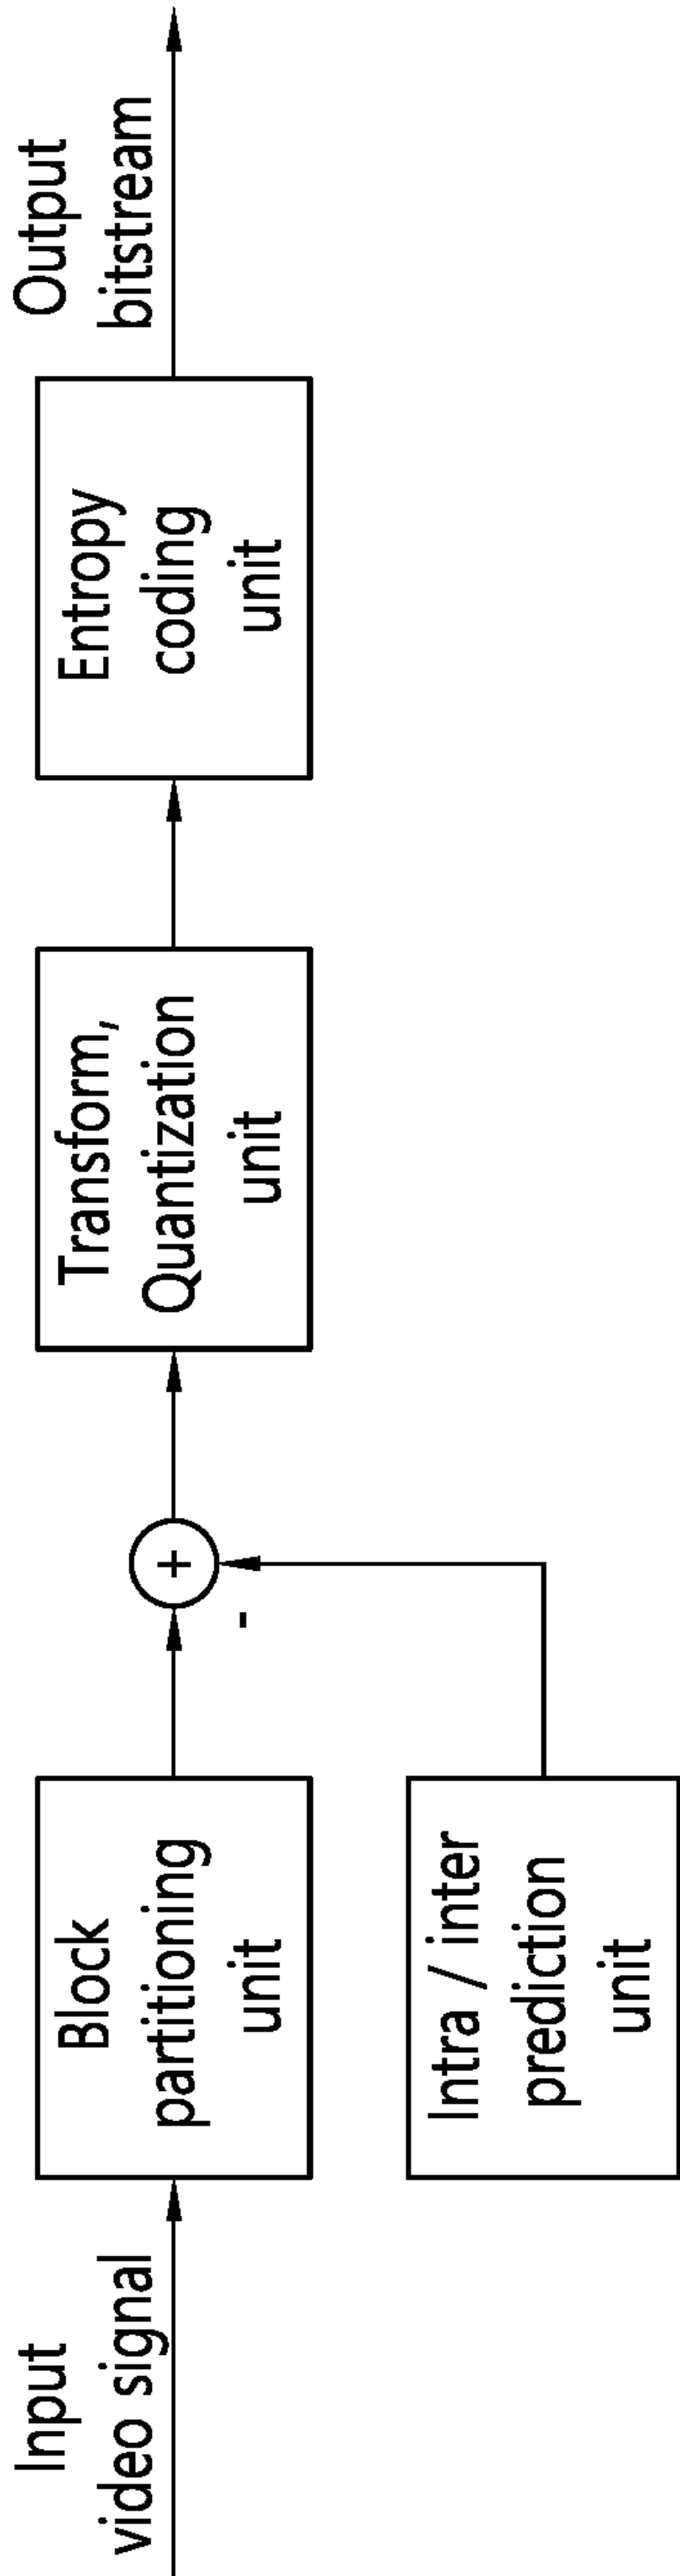 Input
video signal
Block
partitioning
unit
Intra / inter
prediction
unit
+
-
Transform,
Quantization
unit
Entropy
coding
unit
Output
bitstream